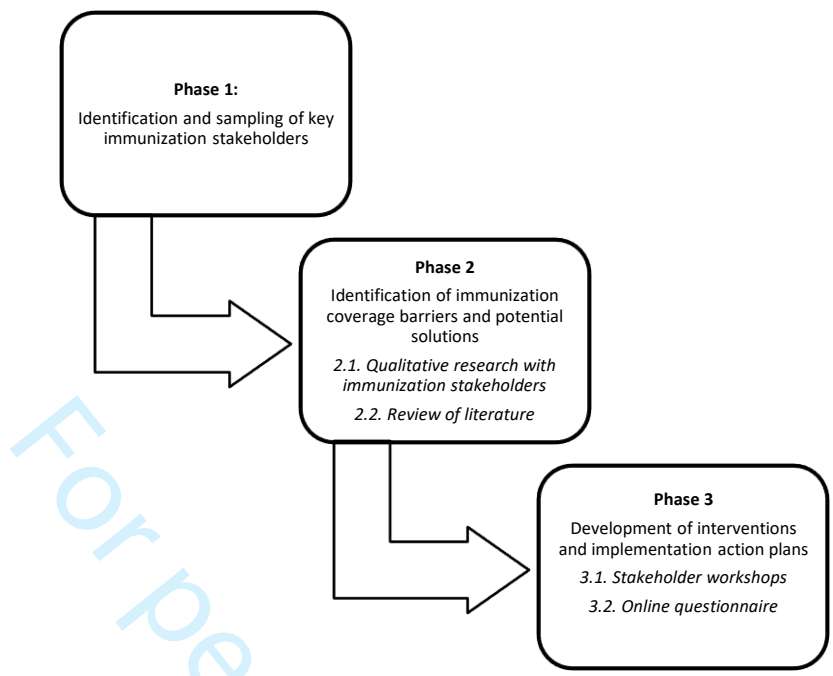 Phase 1:
Identification and sampling of key
immunization stakeholders
Phase 2
Identification of immunization
coverage barriers and potential
solutions
2.1. Qualitative research with
immunization stakeholders
2.2. Review of literature
Phase 3
Development of interventions
and implementation action plans
3.1. Stakeholder workshops
3.2. Online questionnaire
For pe